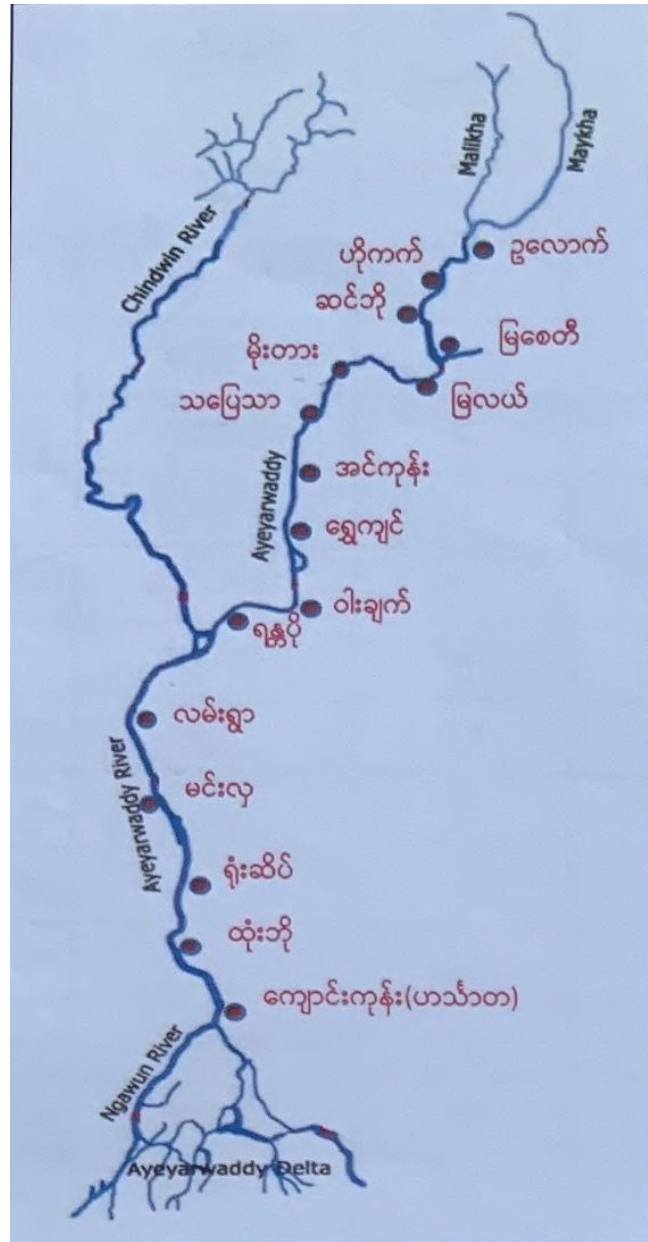 Malikha
Maykha
Chindwin River
ဥလောက်
ဟိုကက်
ဆင်ဘို
မြစေတီ
မိုးတား
မြလယ်
သပြေသာ
အင်ကုန်း
Ayeyarwaddy
ရွှေကျင်
ဝါးချက်
ရန္တပို
လမ်းရွာ
Ayeyarwaddy River
မင်းလှ
ရုံးဆိပ်
ထုံးဘို
ကျောင်းကုန်း(ဟင်္သာတ)
Ngawun River
Ayeyarwaddy Delta